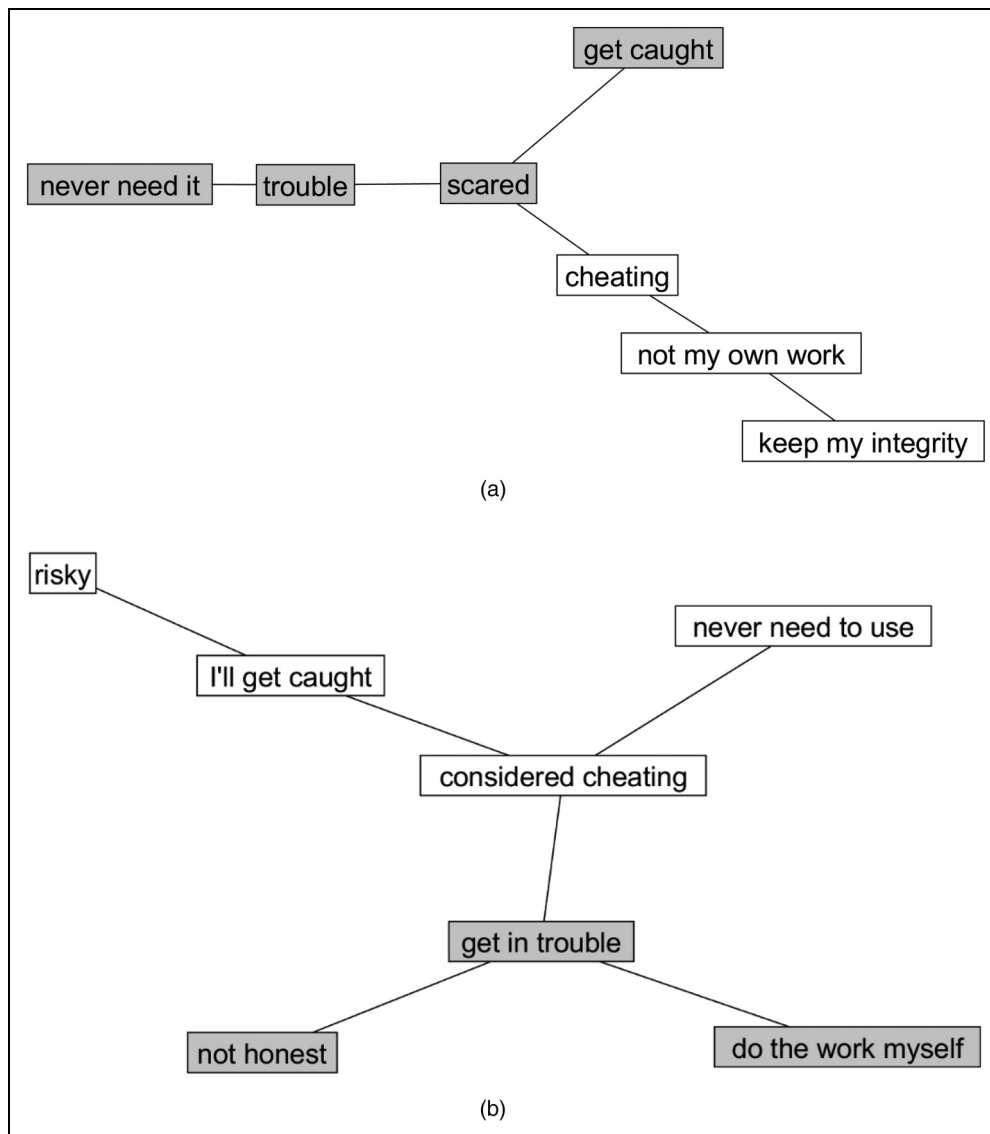 get caught
never need it
trouble
scared
cheating
not my own work
keep my integrity
(a)
risky
never need to use
I'll get caught
considered cheating
get in trouble
not honest
do the work myself
(b)